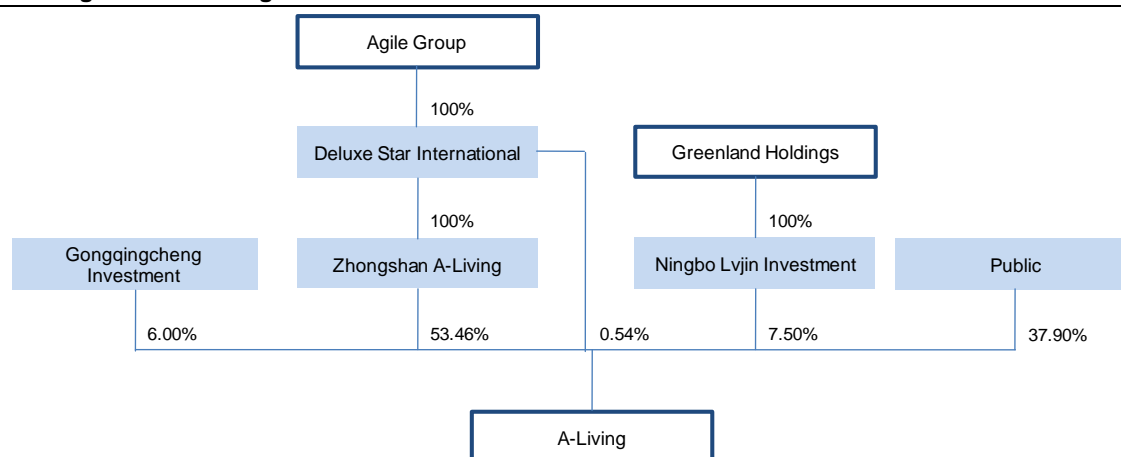 Agile Group
100%
Deluxe Star International
Greenland Holdings
100%
100%
Gongqingcheng
Investment
Zhongshan A-Living
Ningbo Lvjin Investment
Public
6.00%
53.46%
0.54%
7.50%
37.90%
A-Living